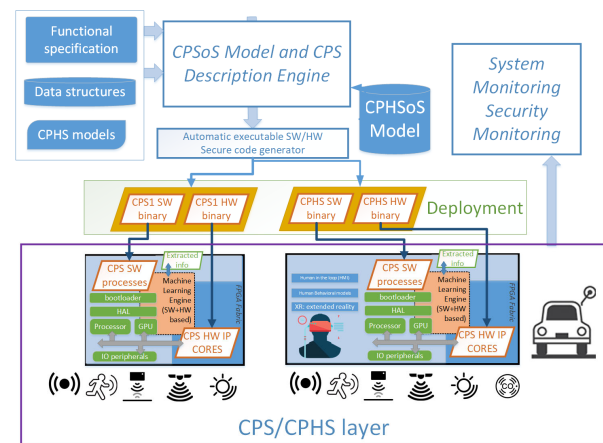 Functional
specification
Data structures
CPHS models
CPSoS Model and CPS
Description Engine
CPHSoS
Model
System
Monitoring
Security
Monitoring
Automatic executable SW/HW
Secure code generator
CPS1 SW
binary
CPS1 HW
binary
CPHS SW
binary
CPHS HW
binary
Deployment
CPS SW
processes
Extracted
info
Machine
Learning
Engine
(SW+HW
based)
FPGA Fabric
bootloader
HAL
Processor
GPU
IO peripherals
CPS HW IP
CORES
Human in the loop (HMI)
Human Behavioral models
XR: extended reality
CPS SW
processes
Extracted
info
Machine
Learning
Engine
(SW+HW
based)
FPGA Fabric
bootloader
HAL
Processor
GPU
IO peripherals
CPS HW IP
CORES
CPS/CPHS layer